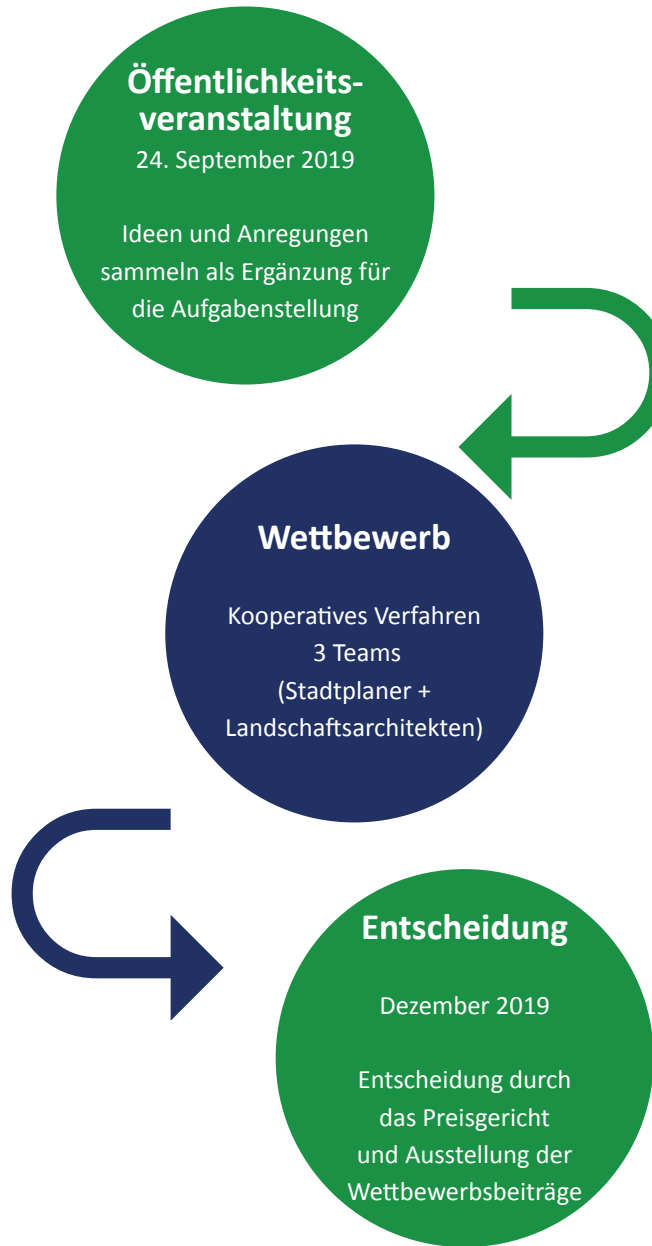 Öffentlichkeits-
veranstaltung
24. September 2019
Ideen und Anregungen
sammeln als Ergänzung für
die Aufgabenstellung
Wettbewerb
Kooperatives Verfahren
3 Teams
(Stadtplaner +
Landschaftsarchitekten)
Entscheidung
Dezember 2019
Entscheidung durch
das Preisgericht
und Ausstellung der
Wettbewerbsbeiträge